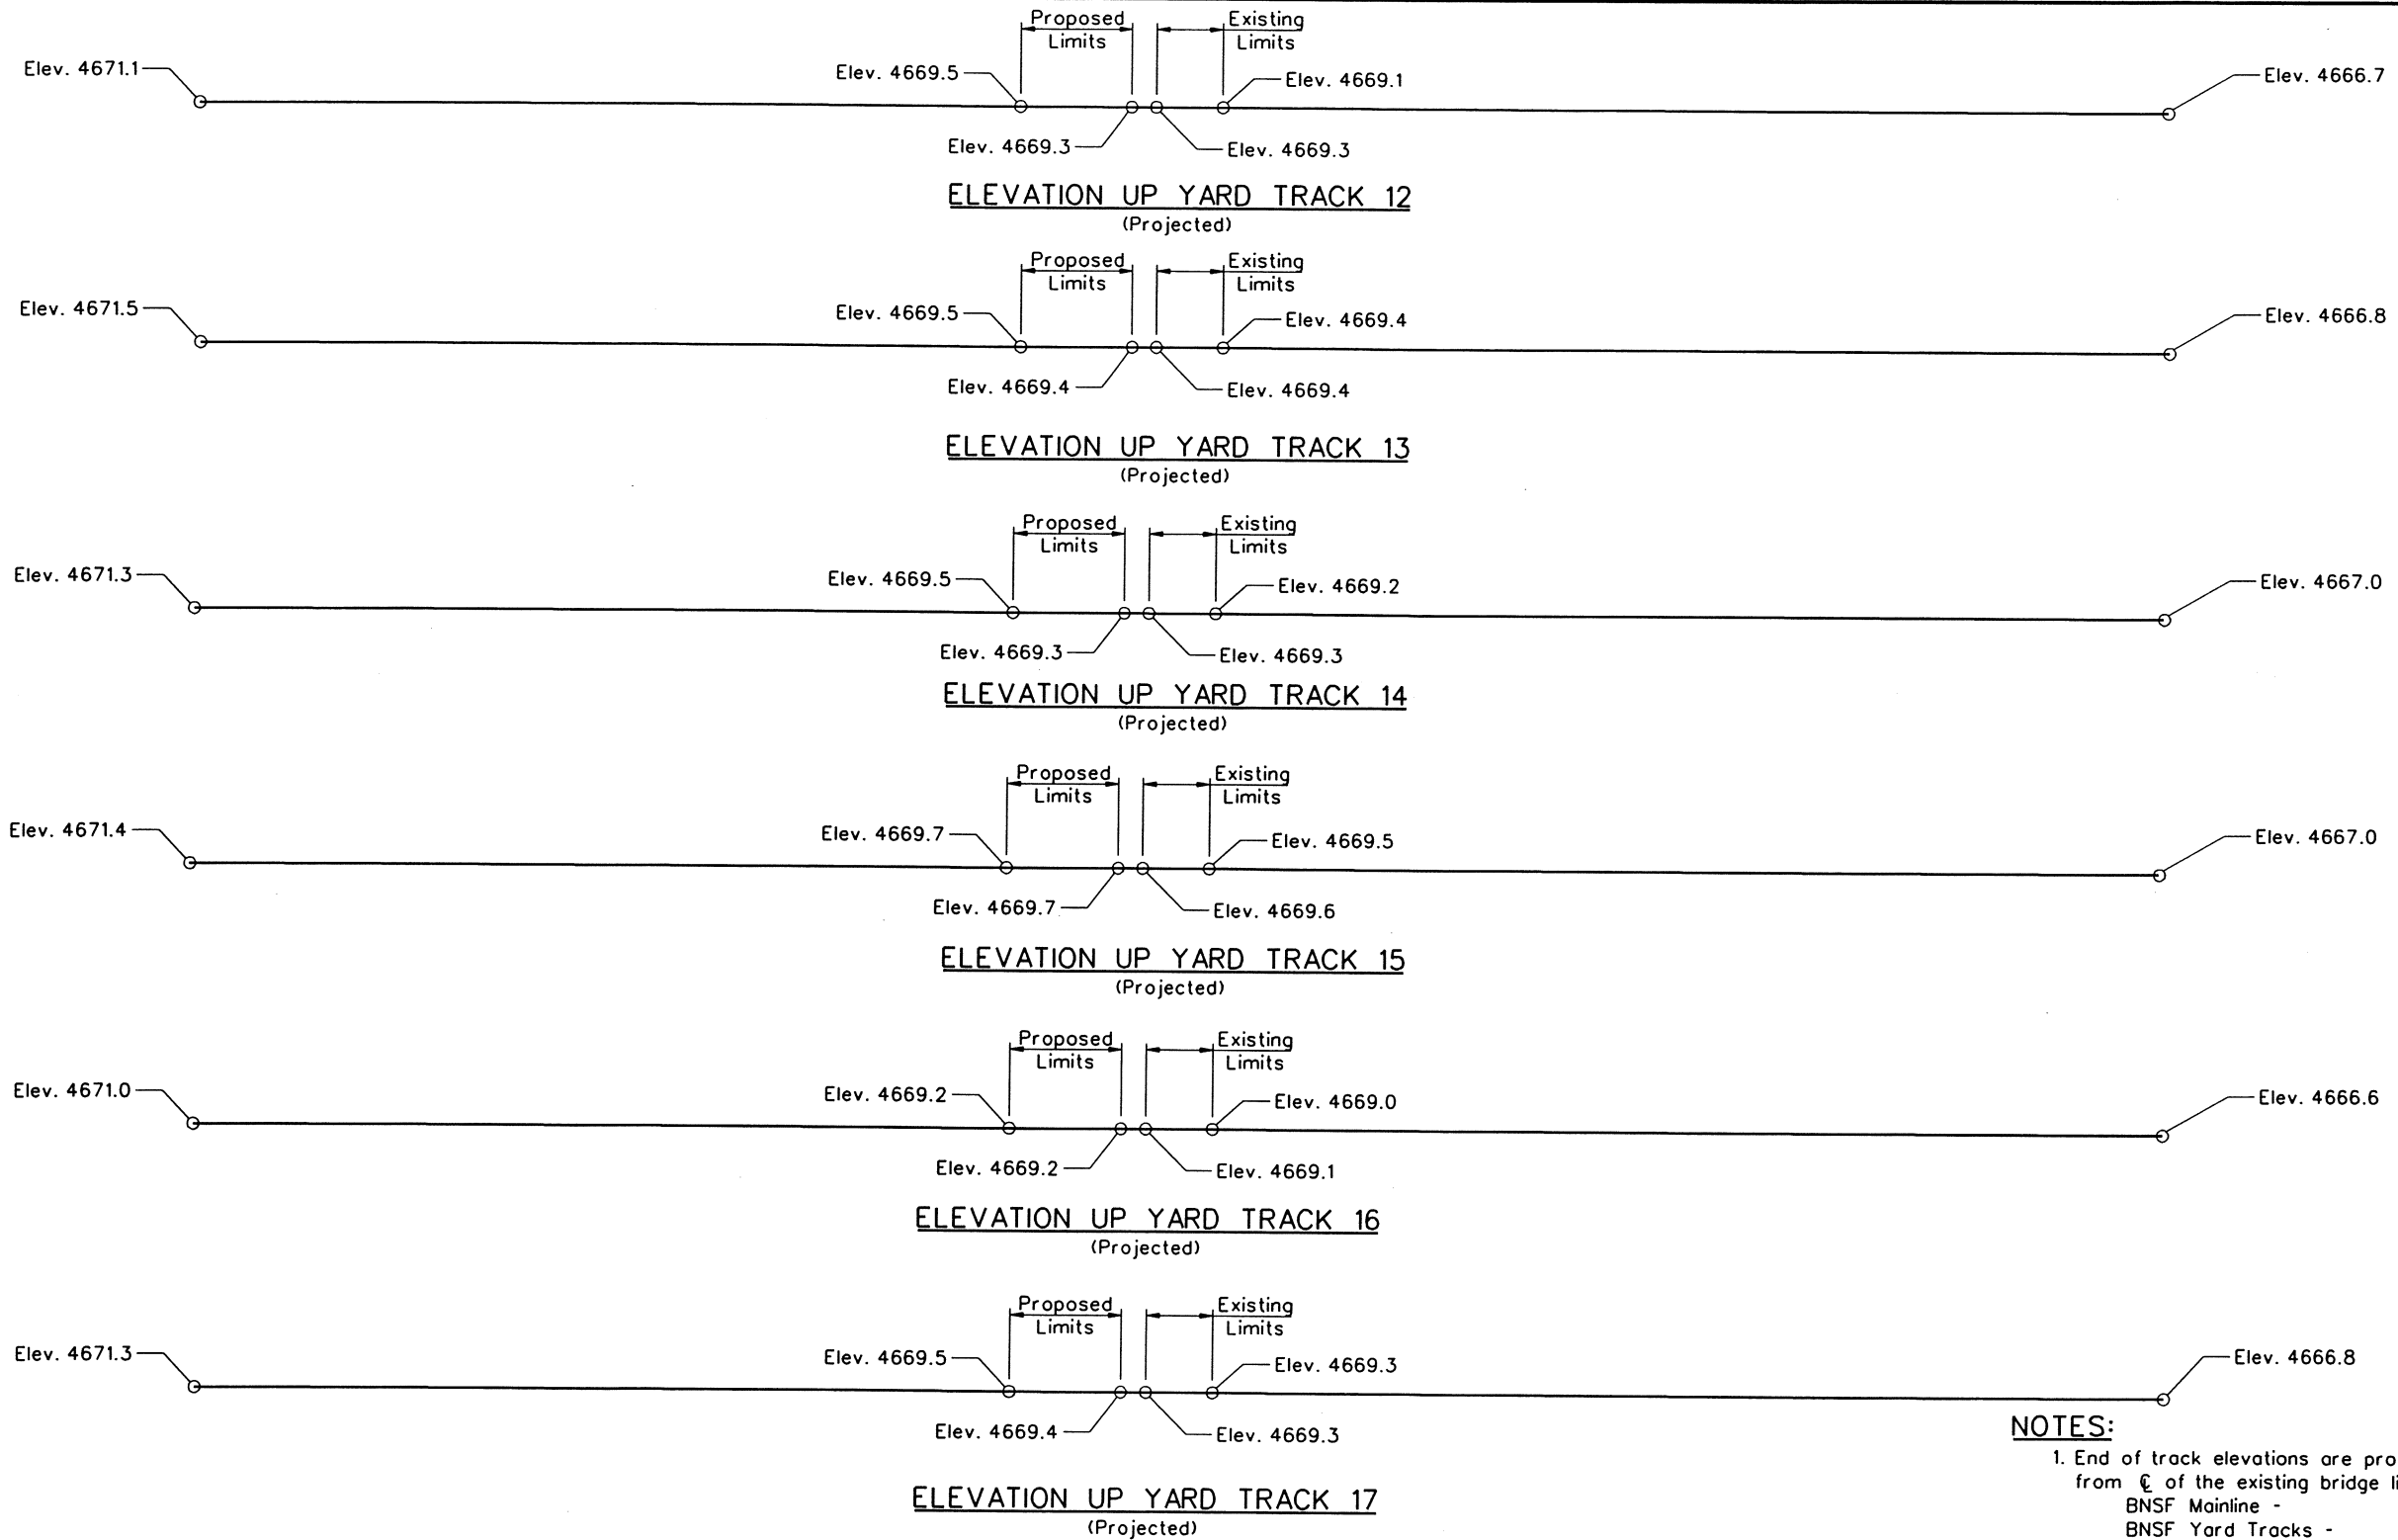 Proposed Limits
Existing Limits
Elev. 4671.1
Elev. 4669.5
Elev. 4669.1
Elev. 4666.7
Elev. 4669.3
Elev. 4669.3
ELEVATION UP YARD TRACK 12
(Projected)
Proposed Limits
Existing Limits
Elev. 4671.5
Elev. 4669.5
Elev. 4669.4
Elev. 4666.8
Elev. 4669.4
Elev. 4669.4
ELEVATION UP YARD TRACK 13
(Projected)
Proposed Limits
Existing Limits
Elev. 4671.3
Elev. 4669.5
Elev. 4669.2
Elev. 4667.0
Elev. 4669.3
Elev. 4669.3
ELEVATION UP YARD TRACK 14
(Projected)
Proposed Limits
Existing Limits
Elev. 4671.4
Elev. 4669.7
Elev. 4669.5
Elev. 4667.0
Elev. 4669.7
Elev. 4669.6
ELEVATION UP YARD TRACK 15
(Projected)
Proposed Limits
Existing Limits
Elev. 4671.0
Elev. 4669.2
Elev. 4669.0
Elev. 4666.6
Elev. 4669.2
Elev. 4669.1
ELEVATION UP YARD TRACK 16
(Projected)
Proposed Limits
Existing Limits
Elev. 4671.3
Elev. 4669.5
Elev. 4669.3
Elev. 4666.8
Elev. 4669.4
Elev. 4669.3
ELEVATION UP YARD TRACK 17
(Projected)
NOTES:
1. End of track elevations are
from ℄ of the existing bridge
BNSF Mainline -
BNSF Yard Tracks -